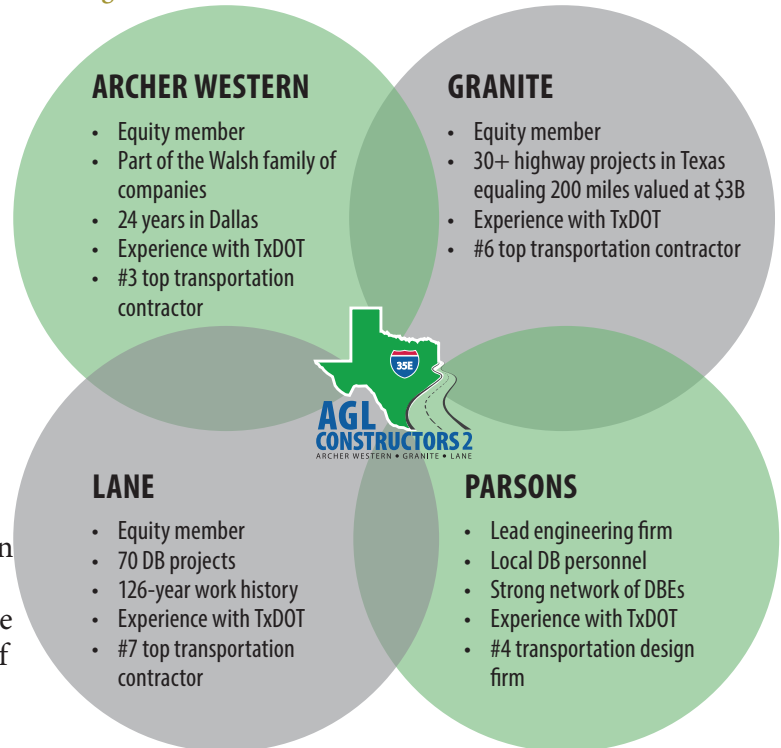 ARCHER WESTERN
• Equity member
• Part of the Walsh family of
companies
• 24 years in Dallas
• Experience with TxDOT
• #3 top transportation
contractor
GRANITE
• Equity member
• 30+ highway projects in Texas
equaling 200 miles valued at $3B
• Experience with TxDOT
• #6 top transportation contractor
35E
AGL
CONSTRUCTORS 2
ARCHER WESTERN • GRANITE • LANE
LANE
• Equity member
• 70 DB projects
• 126-year work history
• Experience with TxDOT
• #7 top transportation
contractor
PARSONS
• Lead engineering firm
• Local DB personnel
• Strong network of DBEs
• Experience with TxDOT
• #4 transportation design
firm